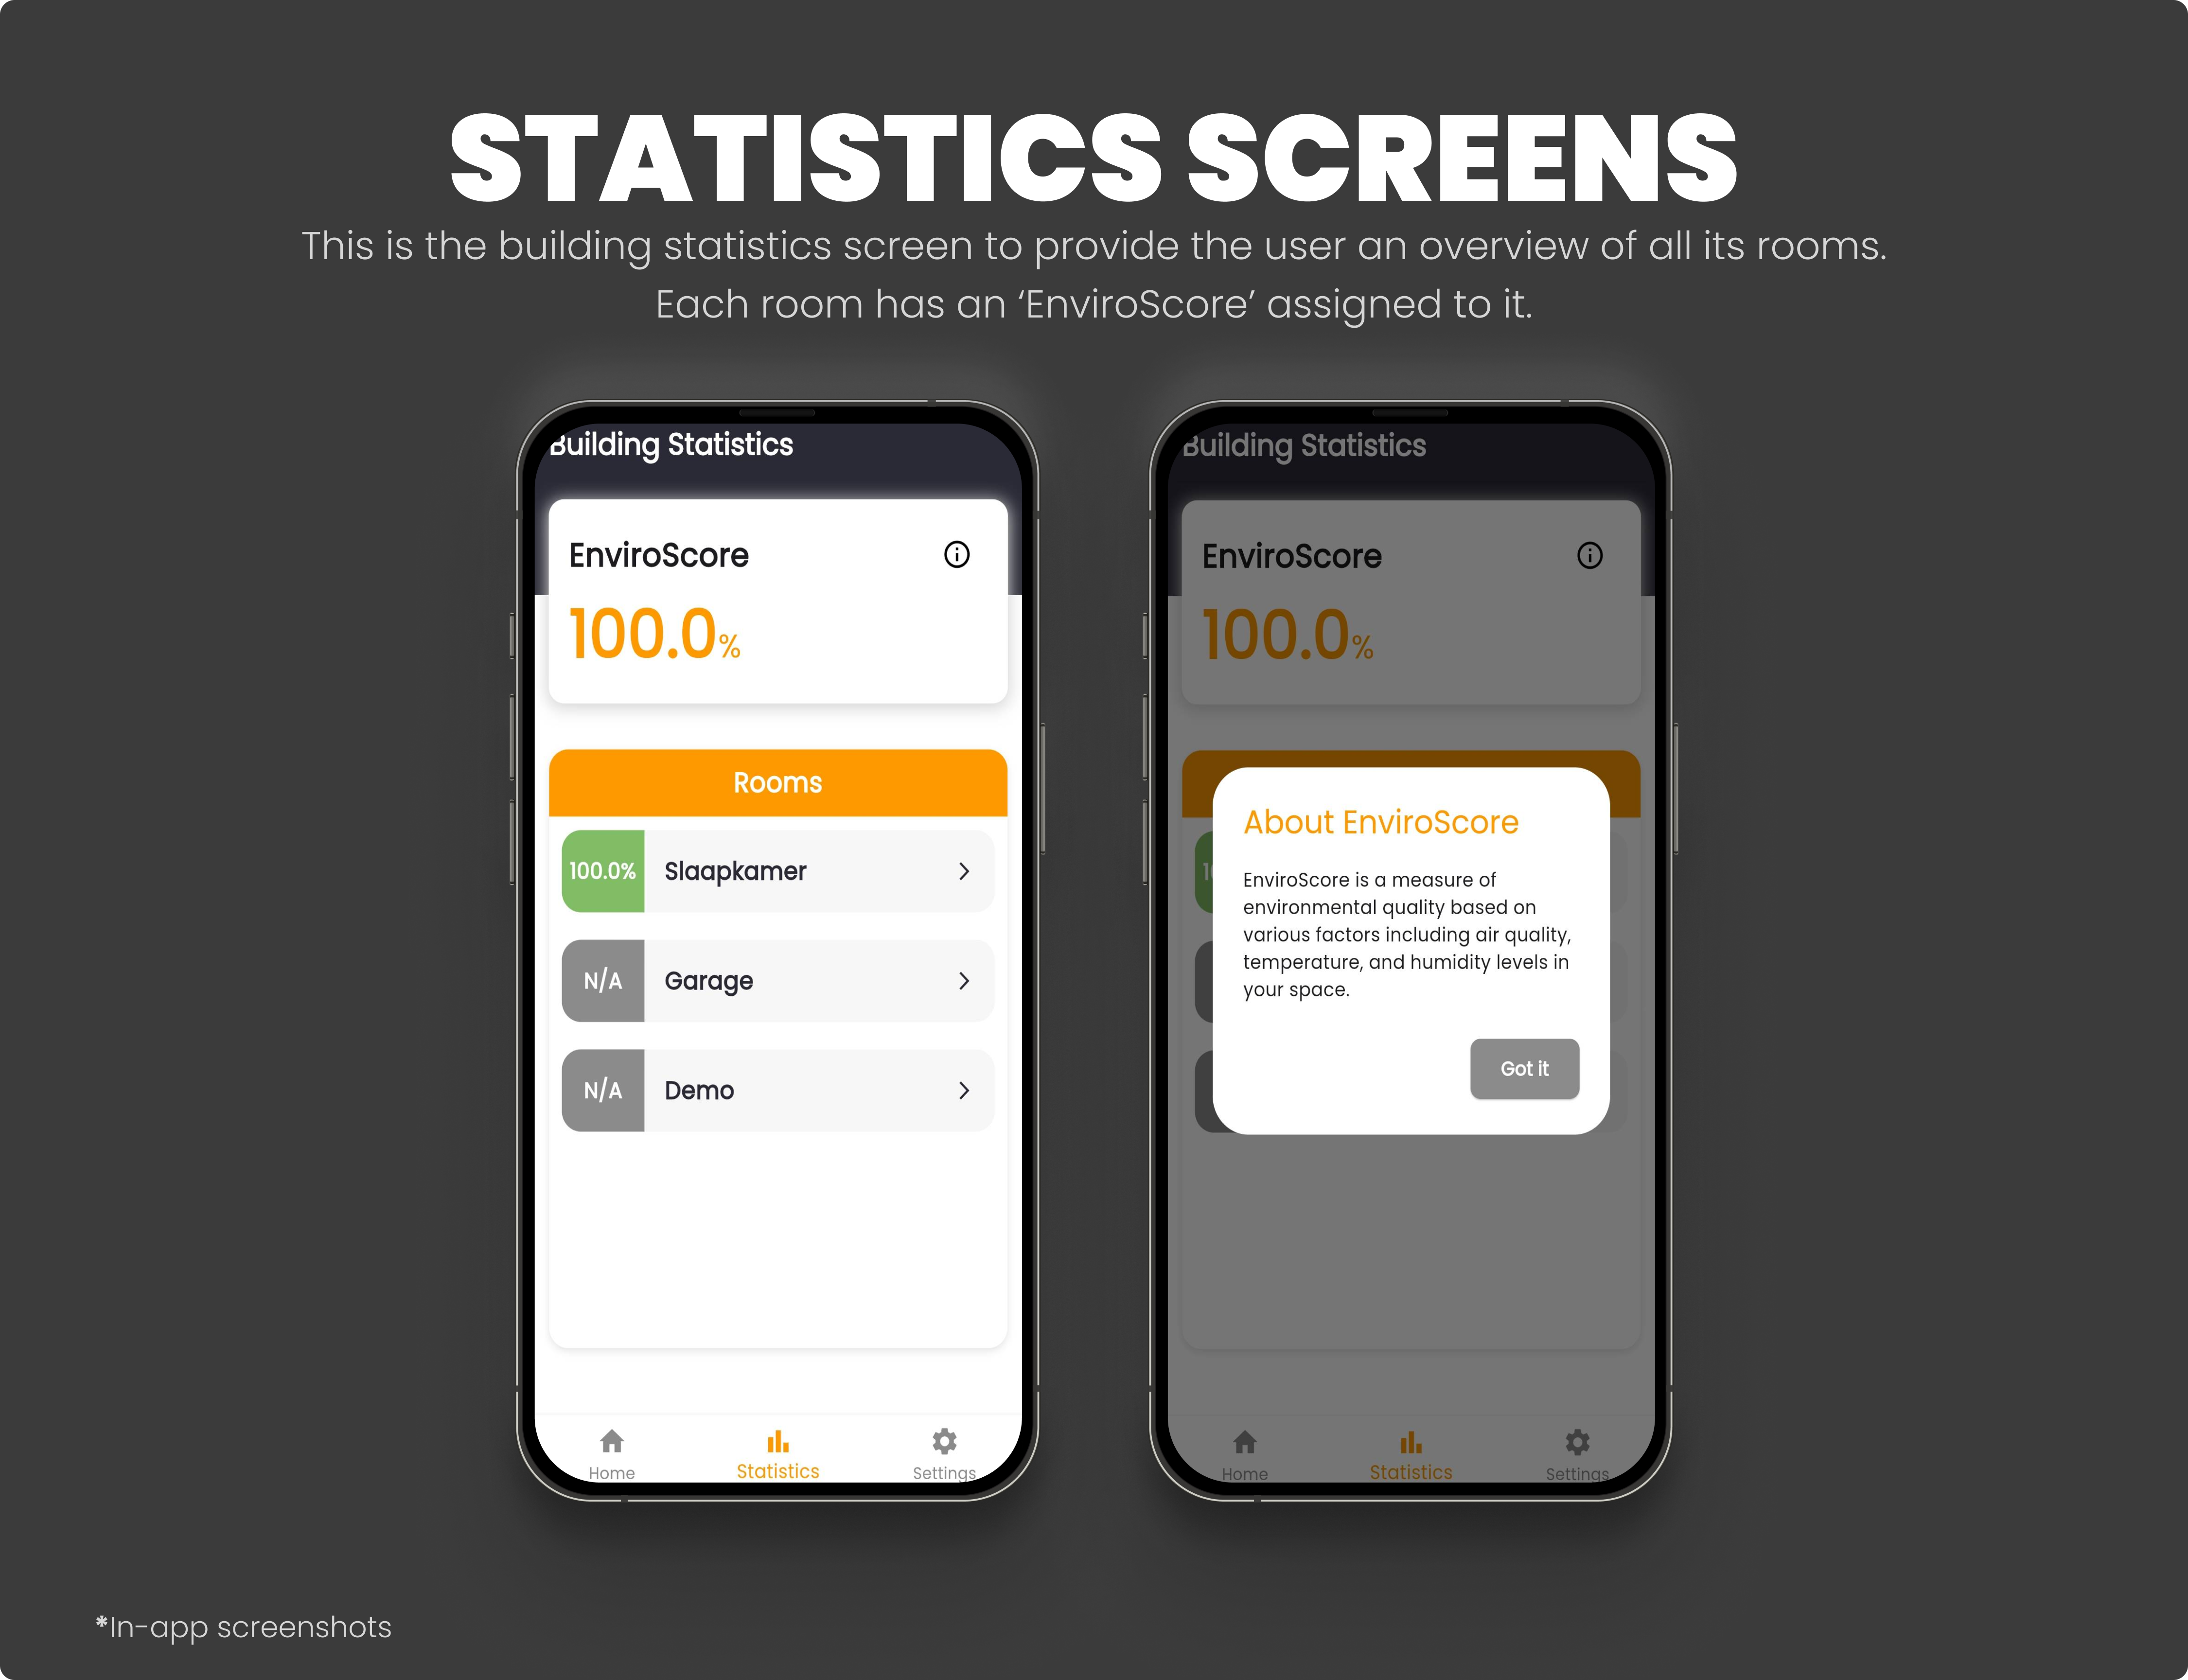 STATISTICS SCREENS
This is the building statistics screen to provide the user an overview of all its rooms.
Each room has an ‘EnviroScore’ assigned to it.
Building Statistics
EnviroScore
100.0%
Rooms
100.0% Slaapkamer
N/A Garage
N/A Demo
Home Statistics Settings
Building Statistics
EnviroScore
100.0%
About EnviroScore
EnviroScore is a measure of
environmental quality based on
various factors including air quality,
temperature, and humidity levels in
your space.
Got it
Home Statistics Settings
*In-app screenshots